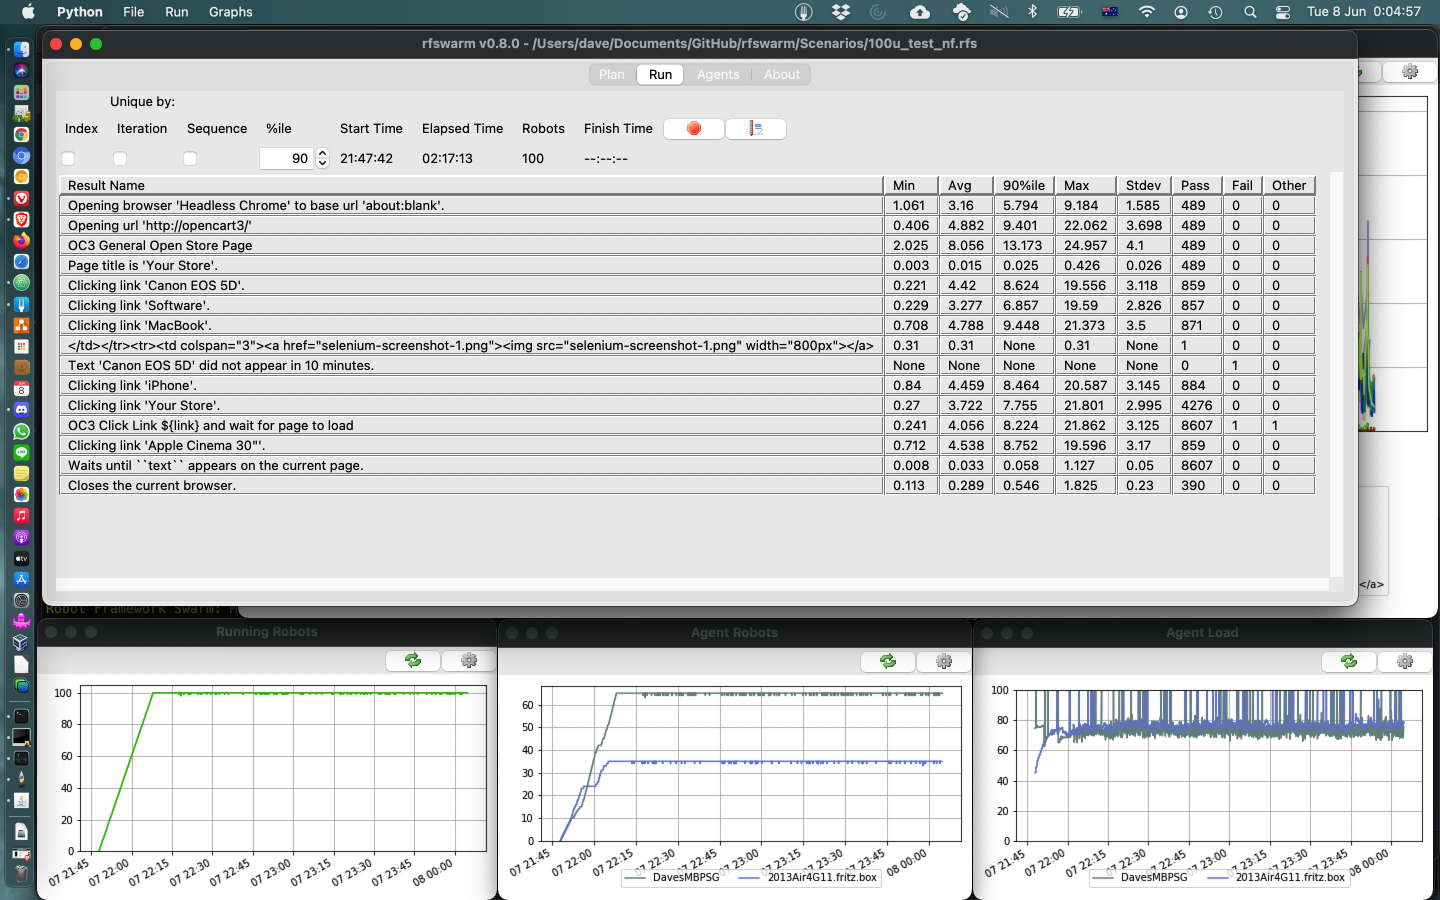 Python File Run Graphs Tue 8 Jun 0:04:57
rfswarm v0.8.0 - /Users/dave/Documents/GitHub/rfswarm/Scenarios/100u_test_nf.rfs
Plan Run Agents About
Unique by:
Index Iteration Sequence %ile Start Time Elapsed Time Robots Finish Time
90 21:47:42 02:17:13 100 --:--:--
Result Name Min Avg 90%ile Max Stdev Pass Fail Other
Opening browser 'Headless Chrome' to base url 'about:blank'. 1.061 3.16 5.794 9.184 1.585 489 0 0
Opening url 'http://opencart3/' 0.406 4.882 9.401 22.062 3.698 489 0 0
OC3 General Open Store Page 2.025 8.056 13.173 24.957 4.1 489 0 0
Page title is 'Your Store'. 0.003 0.015 0.025 0.426 0.026 489 0 0
Clicking link 'Canon EOS 5D'. 0.221 4.42 8.624 19.556 3.118 859 0 0
Clicking link 'Software'. 0.229 3.277 6.857 19.59 2.826 857 0 0
Clicking link 'MacBook'. 0.708 4.788 9.448 21.373 3.5 871 0 0
</td></tr><tr><td colspan="3"><a href="selenium-screenshot-1.png"><img src="selenium-screenshot-1.png" width="800px"></a> 0.31 0.31 None 0.31 None 1 0 0
Text 'Canon EOS 5D' did not appear in 10 minutes. None None None None None 0 1 0
Clicking link 'iPhone'. 0.84 4.459 8.464 20.587 3.145 884 0 0
Clicking link 'Your Store'. 0.27 3.722 7.755 21.801 2.995 4276 0 0
OC3 Click Link ${link} and wait for page to load 0.241 4.056 8.224 21.862 3.125 8607 1 1
Clicking link 'Apple Cinema 30"'. 0.712 4.538 8.752 19.596 3.17 859 0 0
Waits until ``text`` appears on the current page. 0.008 0.033 0.058 1.127 0.05 8607 0 0
Closes the current browser. 0.113 0.289 0.546 1.825 0.23 390 0 0
</a>
Robot Framework Swarm: M
Running Robots
100
80
60
40
20
0
07 21:45 07 22:00 07 22:15 07 22:30 07 22:45 07 23:00 07 23:15 07 23:30 07 23:45 08 00:00
Agent Robots
60
50
40
30
20
10
0
07 21:45 07 22:00 07 22:15 07 22:30 07 22:45 07 23:00 07 23:15 07 23:30 07 23:45 08 00:00
DavesMBPSG 2013Air4G11.fritz.box
Agent Load
100
80
60
40
20
0
07 21:45 07 22:00 07 22:15 07 22:30 07 22:45 07 23:00 07 23:15 07 23:30 07 23:45 08 00:00
DavesMBPSG 2013Air4G11.fritz.box